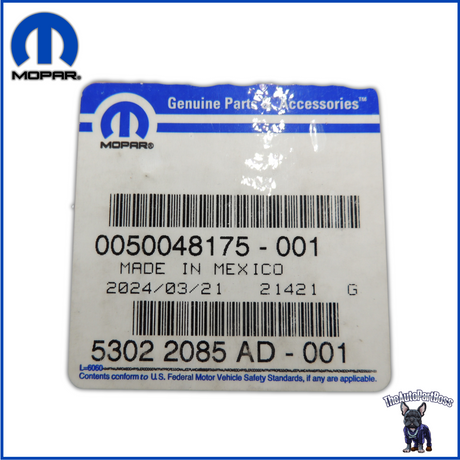 MOPAR®
Genuine Parts & Accessories™
MOPAR®
0050048175-001
MADE IN MEXICO
2024/03/21 21421 G
5302 2085 AD-001
L=6060
Contents conform to U.S. Federal Motor Vehicle Safety Standards, if any are applicable.
TheAutoPartBoss